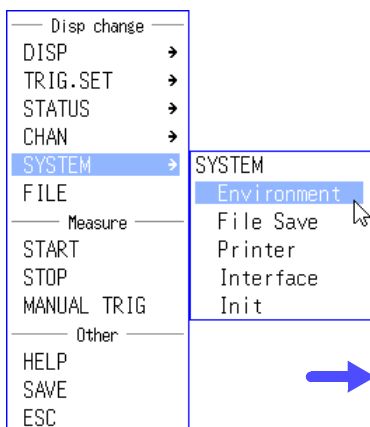 Disp change
DISP
TRIG.SET
STATUS
CHAN
SYSTEM
FILE
Measure
START
STOP
MANUAL TRIG
Other
HELP
SAVE
ESC
SYSTEM
Environment
File Save
Printer
Interface
Init